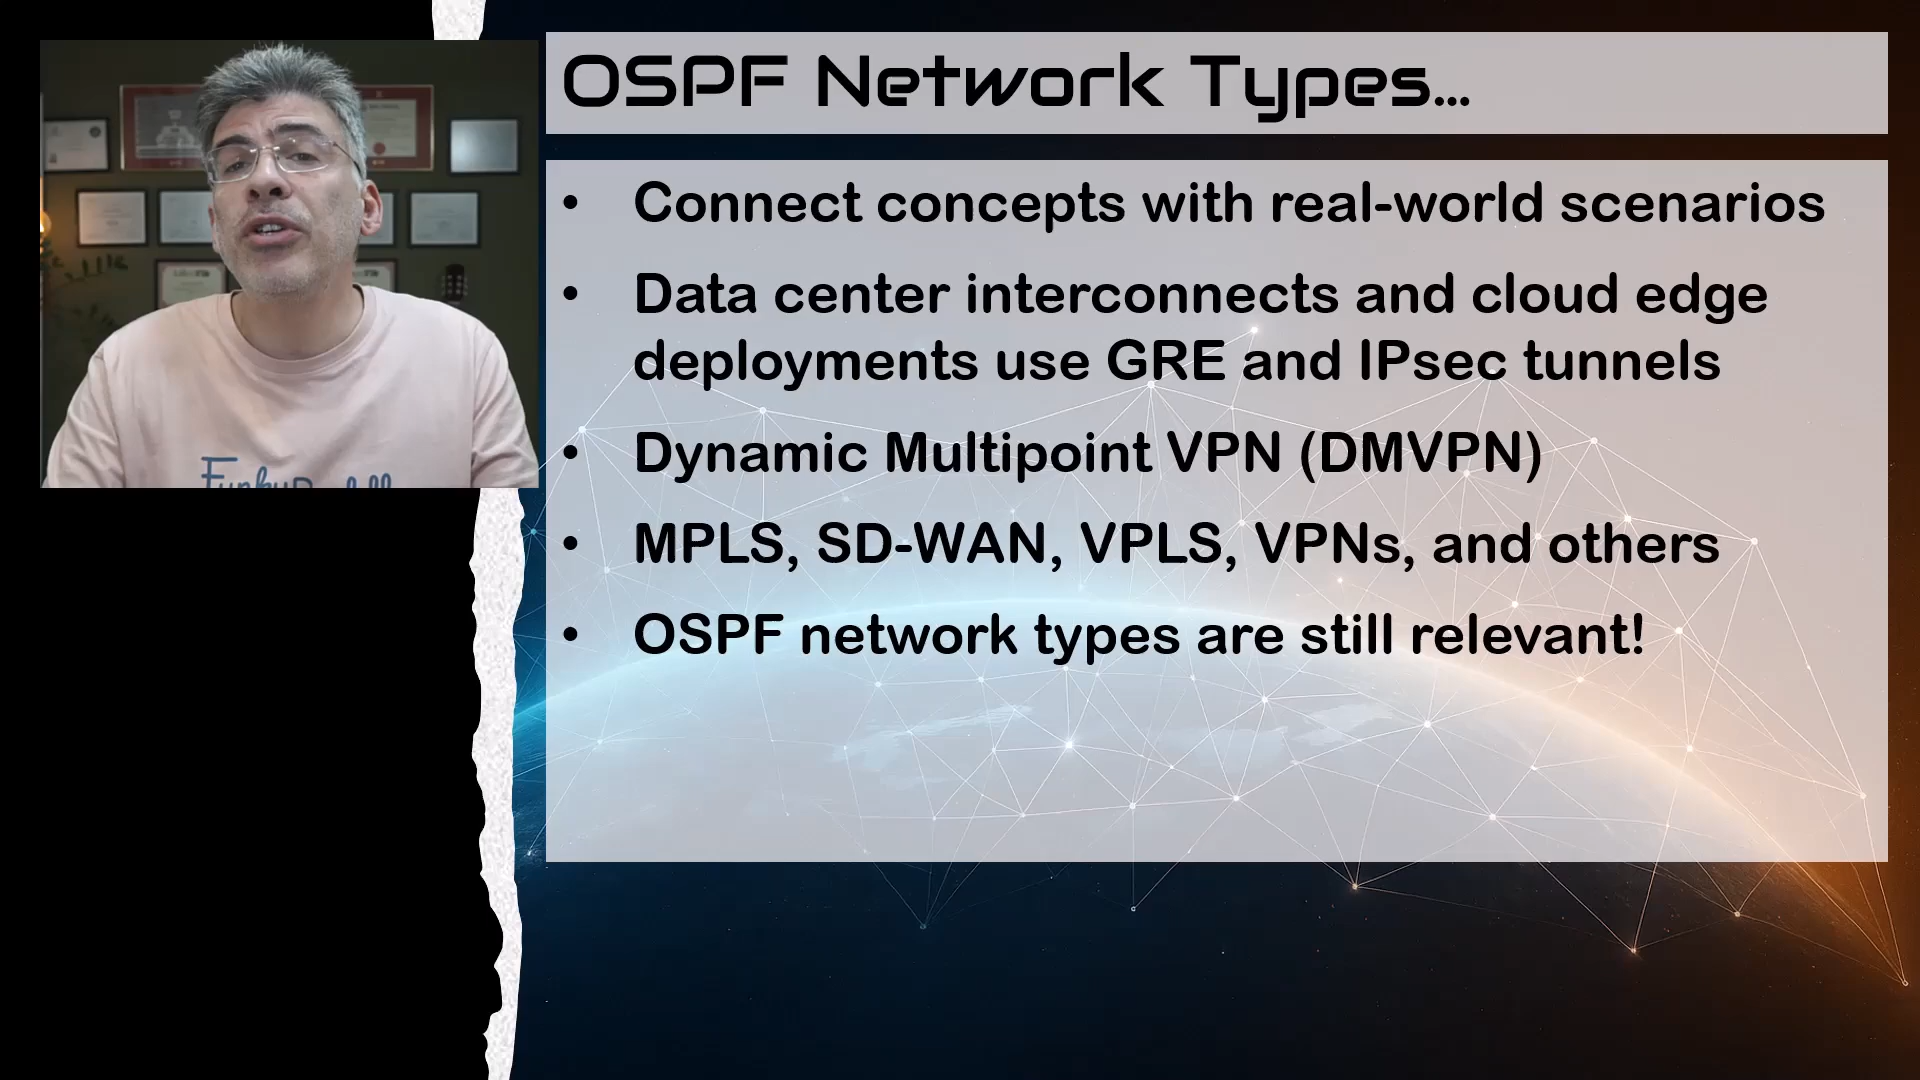 OSPF Network Types...
• Connect concepts with real-world scenarios
• Data center interconnects and cloud edge
deployments use GRE and IPsec tunnels
• Dynamic Multipoint VPN (DMVPN)
• MPLS, SD-WAN, VPLS, VPNs, and others
• OSPF network types are still relevant!